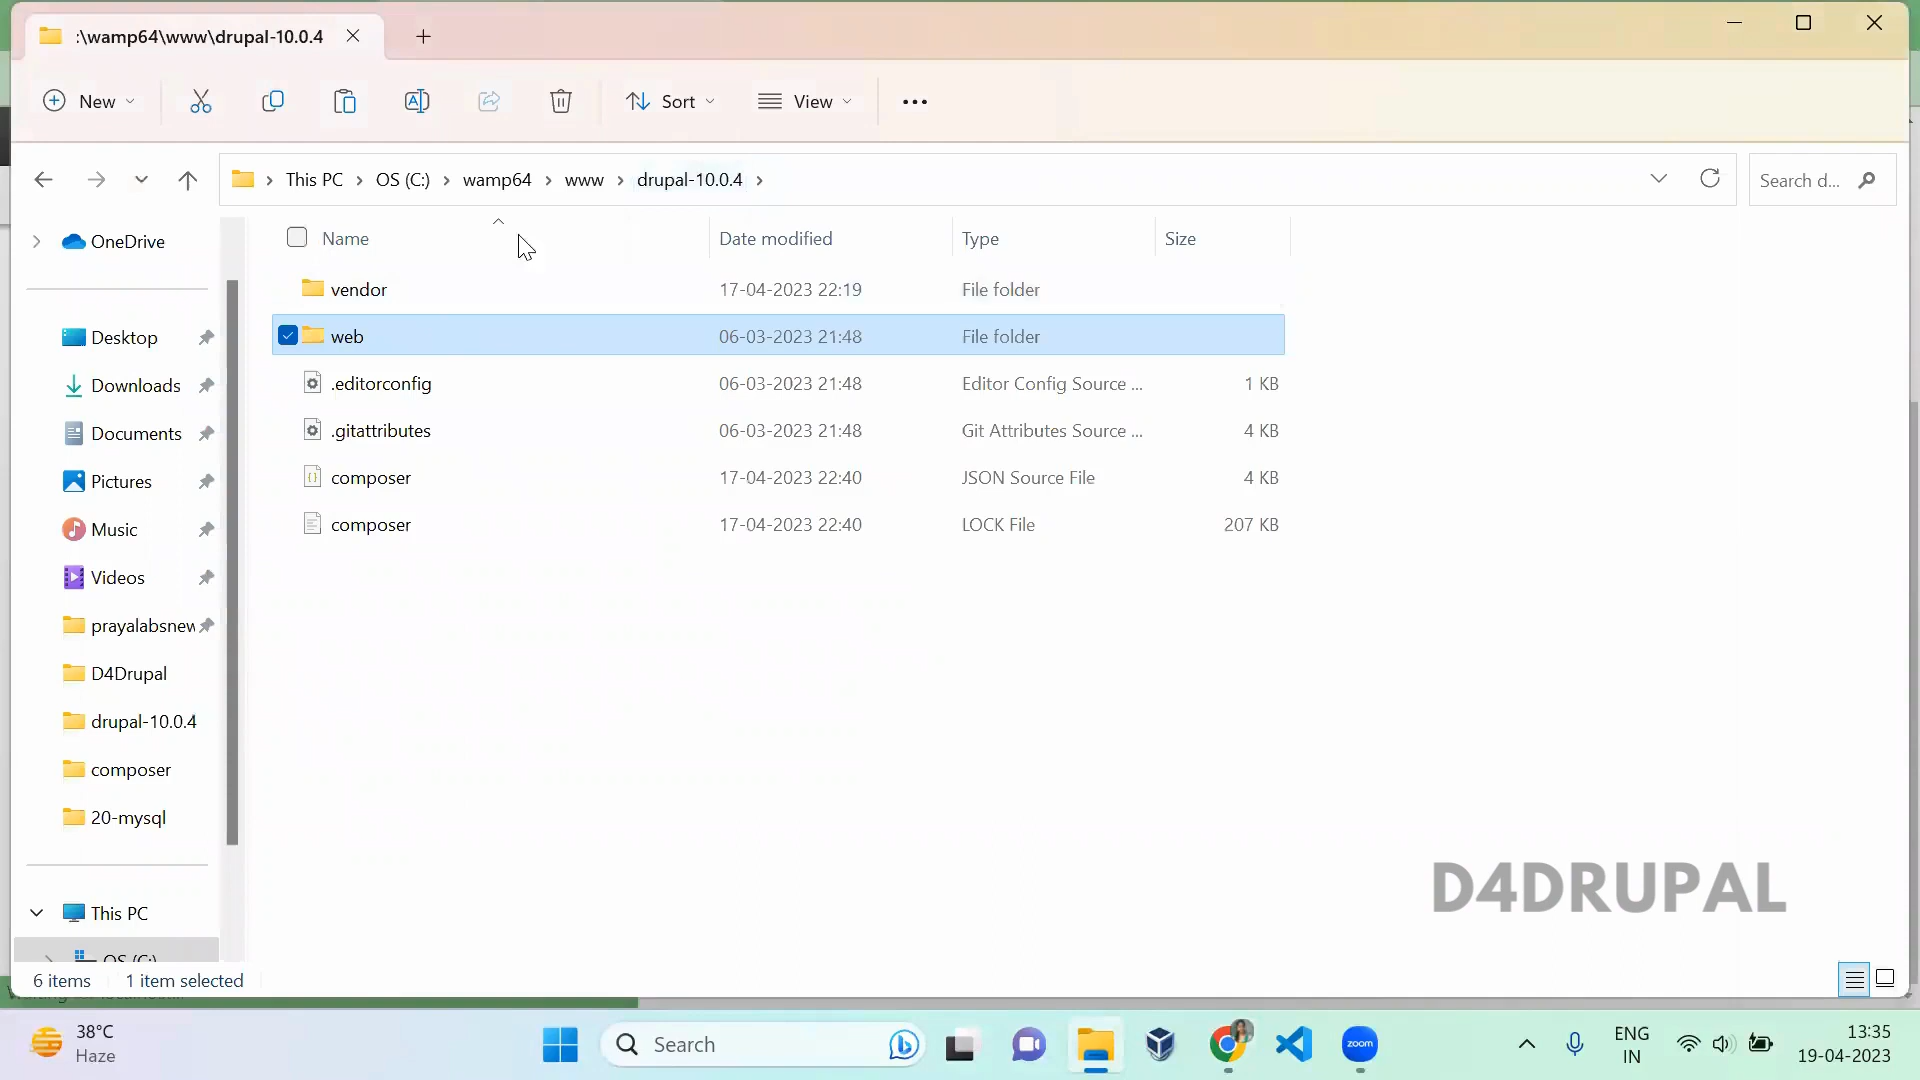 :\wamp64\www\drupal-10.0.4
New
Sort
View
This PC > OS (C:) > wamp64 > www > drupal-10.0.4 >
Search d...
OneDrive
Desktop
Downloads
Documents
Pictures
Music
Videos
prayalabsnew
D4Drupal
drupal-10.0.4
composer
20-mysql
This PC
OS (C:)
Name Date modified Type Size
vendor 17-04-2023 22:19 File folder
web 06-03-2023 21:48 File folder
.editorconfig 06-03-2023 21:48 Editor Config Source ... 1 KB
.gitattributes 06-03-2023 21:48 Git Attributes Source ... 4 KB
composer 17-04-2023 22:40 JSON Source File 4 KB
composer 17-04-2023 22:40 LOCK File 207 KB
D4DRUPAL
6 items 1 item selected
38°C
Haze
Search
zoom
ENG
IN
13:35
19-04-2023